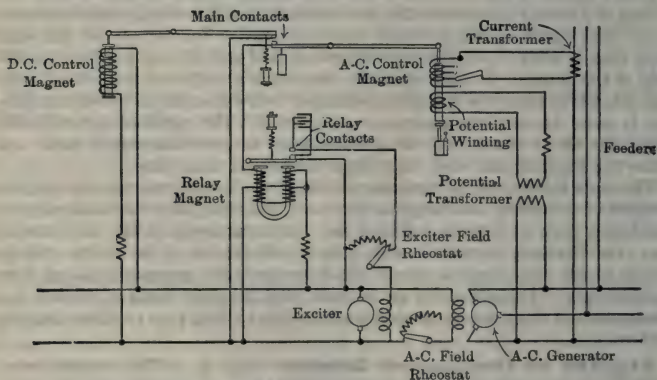 Main Contacts
Current
Transformer
D.C. Control
Magnet
A-C. Control
Magnet
Relay
Contacts
Potential
Winding
Feeders
Relay
Magnet
Potential
Transformer
Exciter Field
Rheostat
Exciter
A-C. Field
Rheostat
A-C. Generator